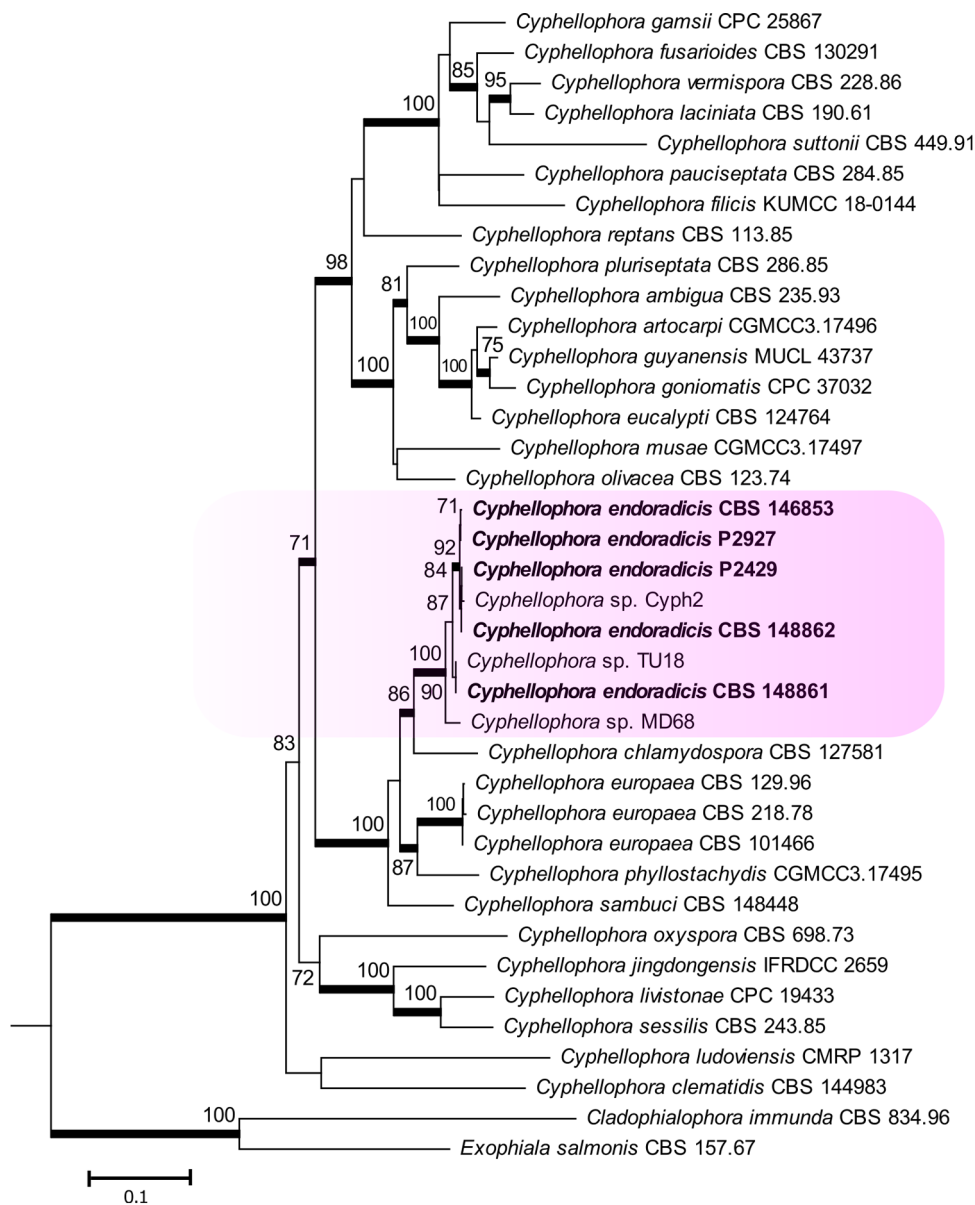 Cyphellophora gamsii CPC 25867
Cyphellophora fusarioides CBS 130291
85
95
Cyphellophora vermispora CBS 228.86
100
Cyphellophora laciniata CBS 190.61
Cyphellophora suttonii CBS 449.91
Cyphellophora pauciseptata CBS 284.85
Cyphellophora filicis KUMCC 18-0144
Cyphellophora reptans CBS 113.85
98
Cyphellophora pluriseptata CBS 286.85
81
Cyphellophora ambigua CBS 235.93
100
Cyphellophora artocarpi CGMCC3.17496
75
Cyphellophora guyanensis MUCL 43737
100
100
Cyphellophora goniomatis CPC 37032
Cyphellophora eucalypti CBS 124764
Cyphellophora musae CGMCC3.17497
Cyphellophora olivacea CBS 123.74
71
Cyphellophora endoradicis CBS 146853
71
92
Cyphellophora endoradicis P2927
84
Cyphellophora endoradicis P2429
87
Cyphellophora sp. Cyph2
Cyphellophora endoradicis CBS 148862
100
Cyphellophora sp. TU18
86
90
Cyphellophora endoradicis CBS 148861
Cyphellophora sp. MD68
83
Cyphellophora chlamydospora CBS 127581
Cyphellophora europaea CBS 129.96
100
Cyphellophora europaea CBS 218.78
100
Cyphellophora europaea CBS 101466
87
Cyphellophora phyllostachydis CGMCC3.17495
100
Cyphellophora sambuci CBS 148448
Cyphellophora oxyspora CBS 698.73
72
100
Cyphellophora jingdongensis IFRDCC 2659
100
Cyphellophora livistonae CPC 19433
Cyphellophora sessilis CBS 243.85
Cyphellophora ludoviensis CMRP 1317
Cyphellophora clematidis CBS 144983
100
Cladophialophora immunda CBS 834.96
Exophiala salmonis CBS 157.67
0.1